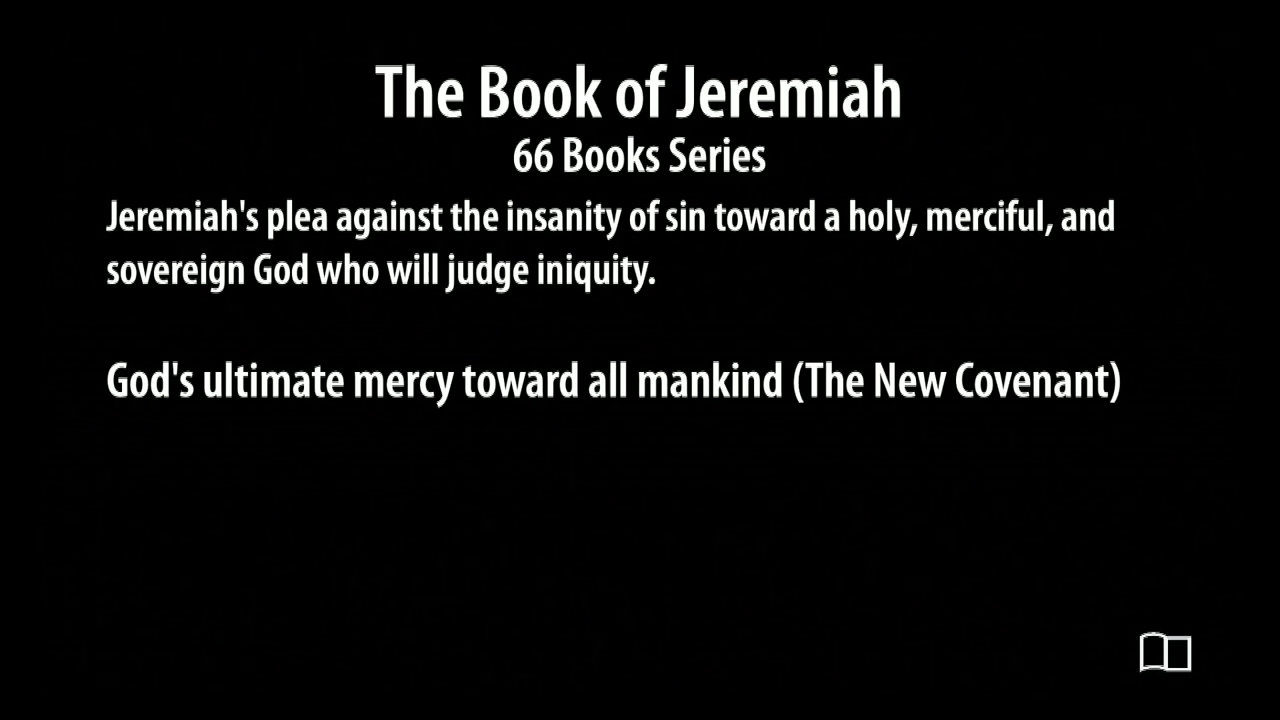 The Book of Jeremiah
66 Books Series
Jeremiah's plea against the insanity of sin toward a holy, merciful, and
sovereign God who will judge iniquity.
God's ultimate mercy toward all mankind (The New Covenant)